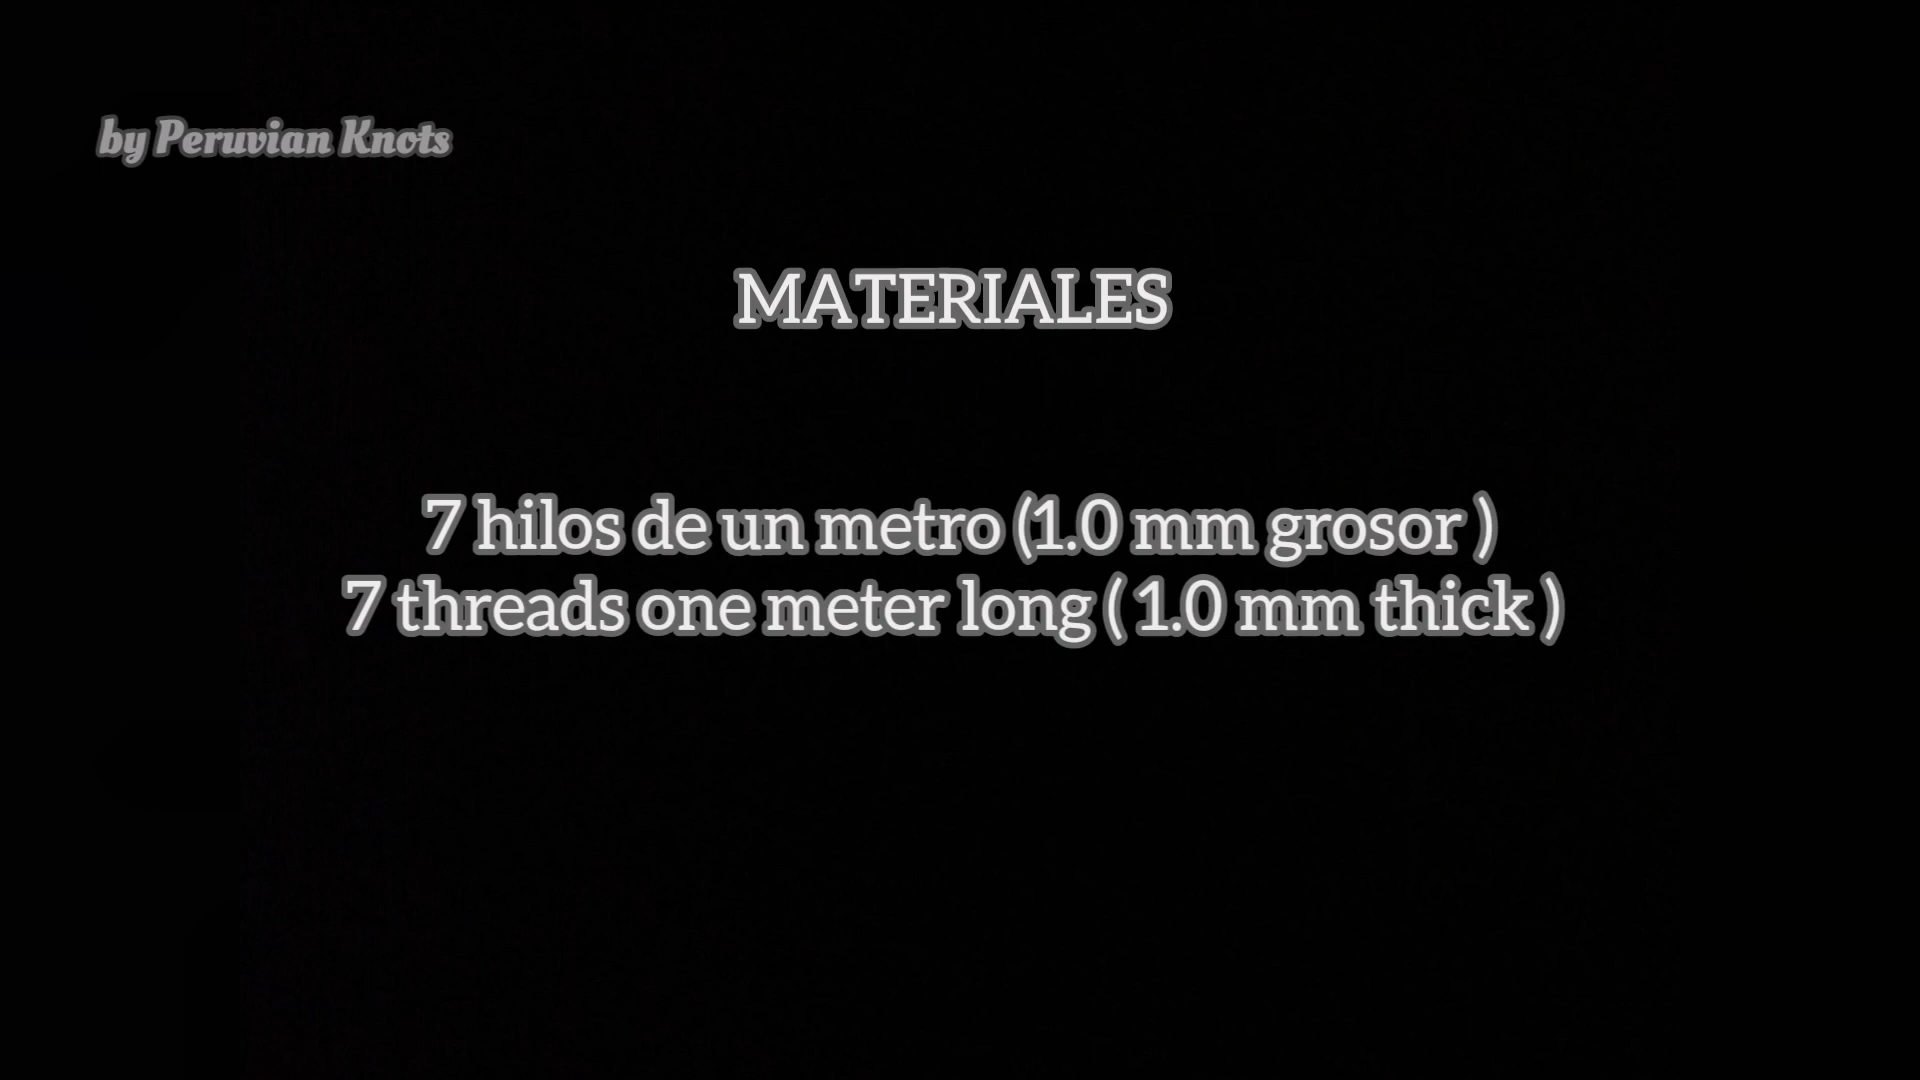 by Peruvian Knots
MATERIALES
7 hilos de un metro (1.0 mm grosor )
7 threads one meter long ( 1.0 mm thick )